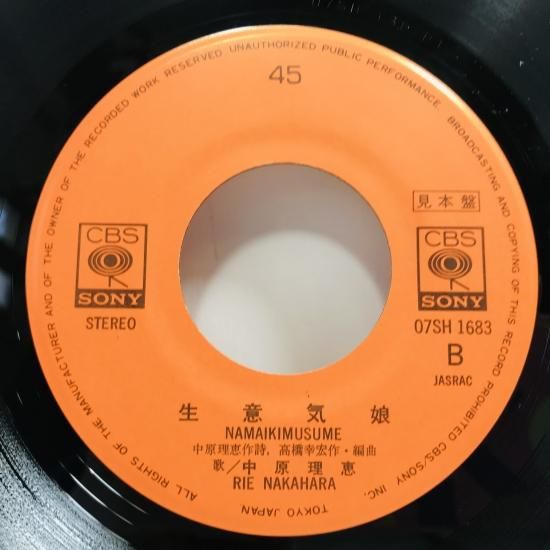 ALL RIGHTS OF THE MANUFACTURER AND OF THE OWNER OF THE RECORDED WORK RESERVED UNAUTHORIZED PUBLIC PERFORMANCE, BROADCASTING AND COPYING OF THIS RECORD PROHIBITED CBS/SONY INC. TOKYO JAPAN
45
見本盤
CBS
SONY
STEREO
CBS
SONY
07SH 1683
B
JASRAC
生意気娘
NAMAIKIMUSUME
中原理恵作詩, 高橋幸宏作・編曲
歌/中原理恵
RIE NAKAHARA